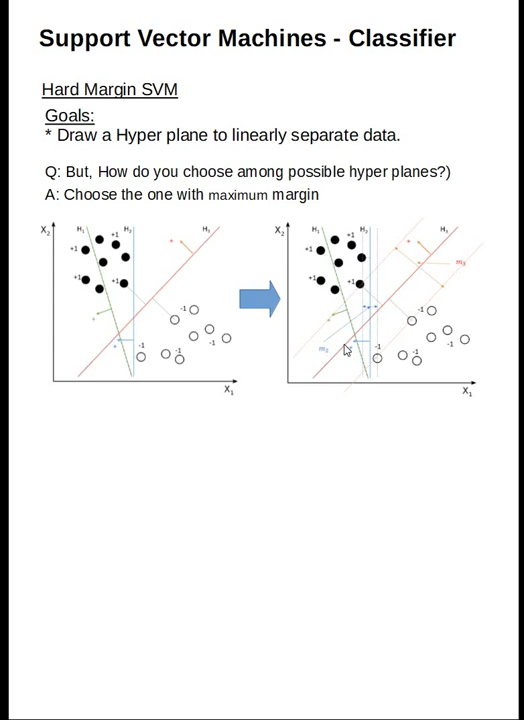 Support Vector Machines - Classifier
Hard Margin SVM
Goals:
* Draw a Hyper plane to linearly separate data.
Q: But, How do you choose among possible hyper planes?)
A: Choose the one with maximum margin
X₂ H₁ +1 H₂ H₃
+1
+1 +1
-1
-1
-1
-1
X₁
X₂ H₁ +1 H₂ H₃
+1
m₃
+1 +1
-1
-1
m₂ -1
-1
X₁